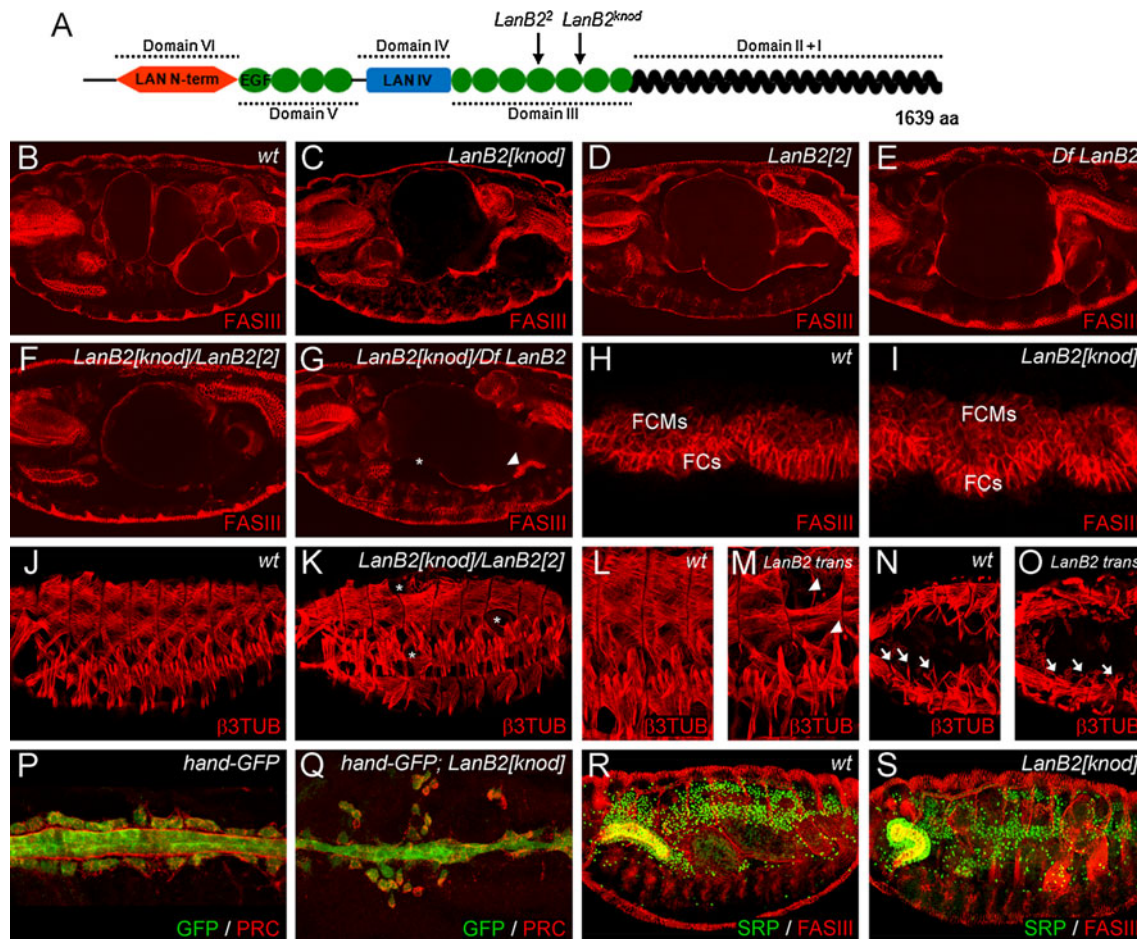 A
LanB2² LanB2knod
Domain VI Domain IV Domain II + I
LAN N-term EGF LAN IV
Domain V Domain III
1639 aa
B wt FASIII
C LanB2[knod] FASIII
D LanB2[2] FASIII
E Df LanB2 FASIII
F LanB2[knod]/LanB2[2] FASIII
G LanB2[knod]/Df LanB2 * FASIII
H wt FCMs FCs FASIII
I LanB2[knod] FCMs FCs FASIII
J wt β3TUB
K LanB2[knod]/LanB2[2] * * * β3TUB
L wt β3TUB
M LanB2 trans β3TUB
N wt β3TUB
O LanB2 trans β3TUB
P hand-GFP GFP / PRC
Q hand-GFP; LanB2[knod] GFP / PRC
R wt SRP / FASIII
S LanB2[knod] SRP / FASIII